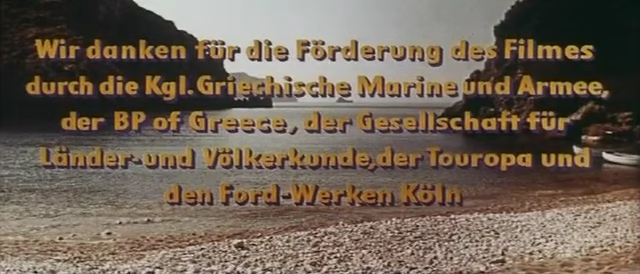 Wir danken für die Förderung des Filmes
durch die Kgl. Griechische Marine und Armee,
der BP of Greece, der Gesellschaft für
Länder-und Völkerkunde, der Touropa und
den Ford-Werken Köln